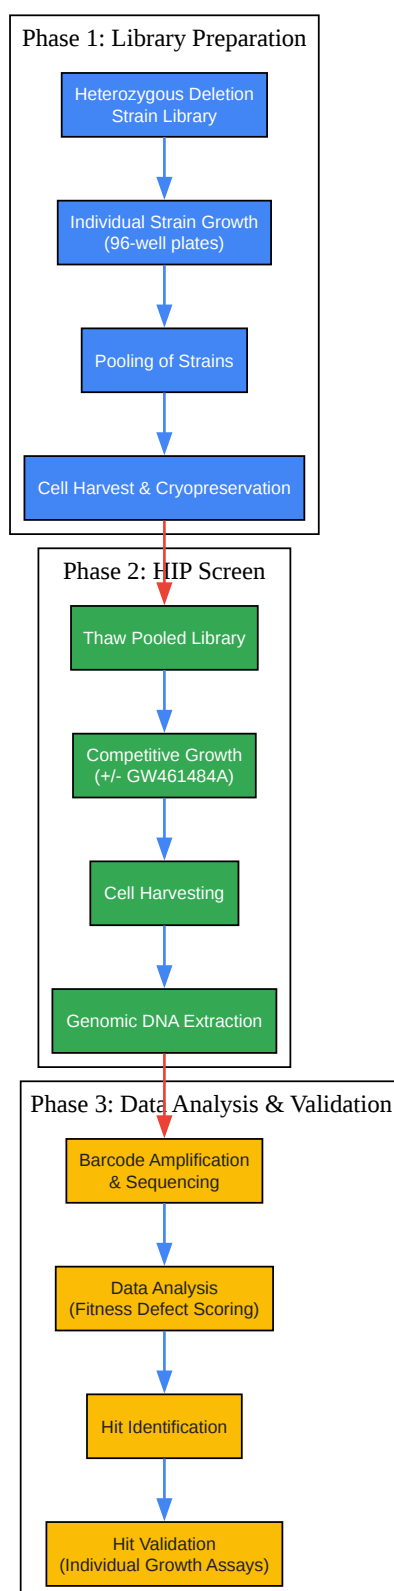 Phase 1: Library Preparation
Heterozygous Deletion
Strain Library
Individual Strain Growth
(96-well plates)
Pooling of Strains
Cell Harvest & Cryopreservation
Phase 2: HIP Screen
Thaw Pooled Library
Competitive Growth
(+/- GW461484A)
Cell Harvesting
Genomic DNA Extraction
Phase 3: Data Analysis & Validation
Barcode Amplification
& Sequencing
Data Analysis
(Fitness Defect Scoring)
Hit Identification
Hit Validation
(Individual Growth Assays)